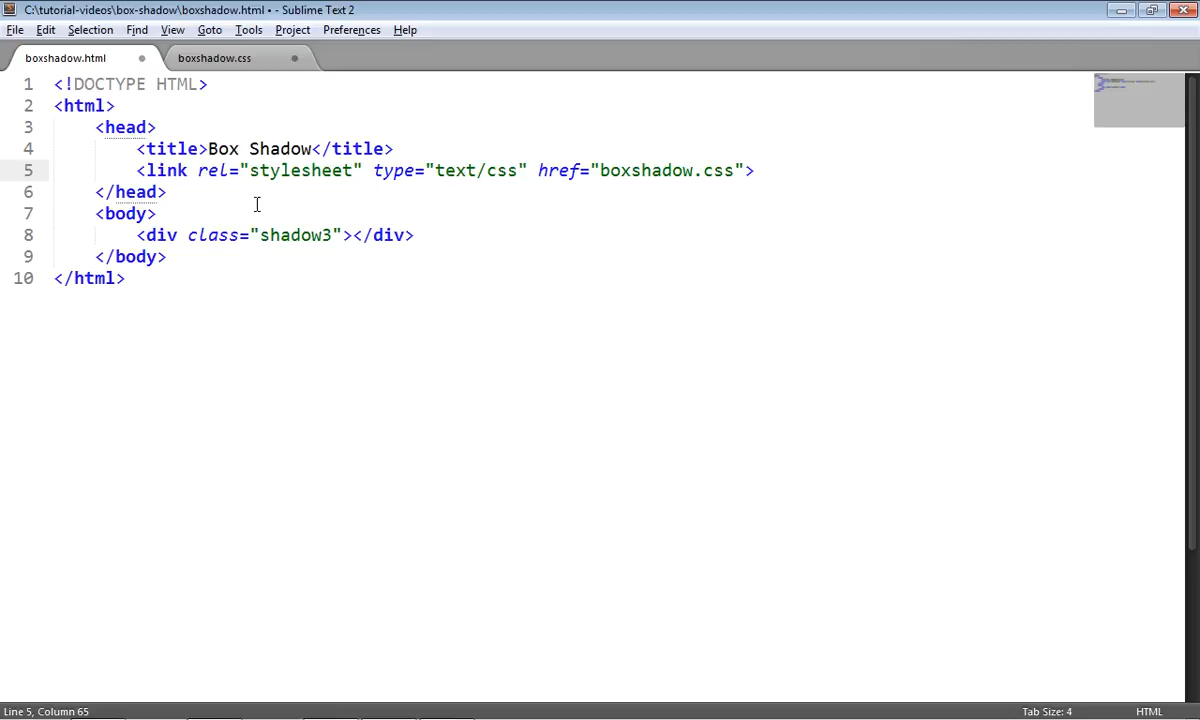 C:\tutorial-videos\box-shadow\boxshadow.html • - Sublime Text 2
File Edit Selection Find View Goto Tools Project Preferences Help
boxshadow.html boxshadow.css
1 <!DOCTYPE HTML>
2 <html>
3 <head>
4 <title>Box Shadow</title>
5 <link rel="stylesheet" type="text/css" href="boxshadow.css">
6 </head>
7 <body>
8 <div class="shadow3"></div>
9 </body>
10 </html>
Line 5, Column 65 Tab Size: 4 HTML